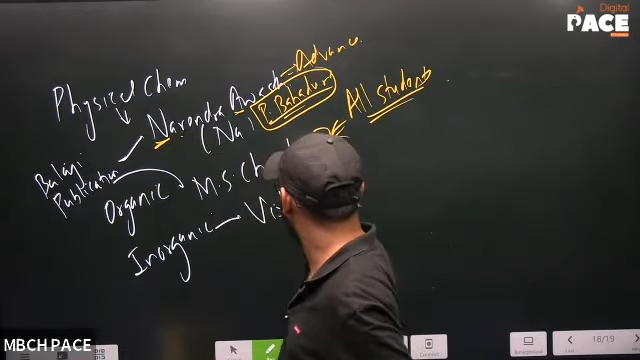 Physical Chem
Narendra Awasthi - Advance.
P. Bahadur
(Na)
All students
Balaji
Publication
Organic M.S. Ch
Inorganic - Vi
Digital
PACE
MBCH PACE
18/19